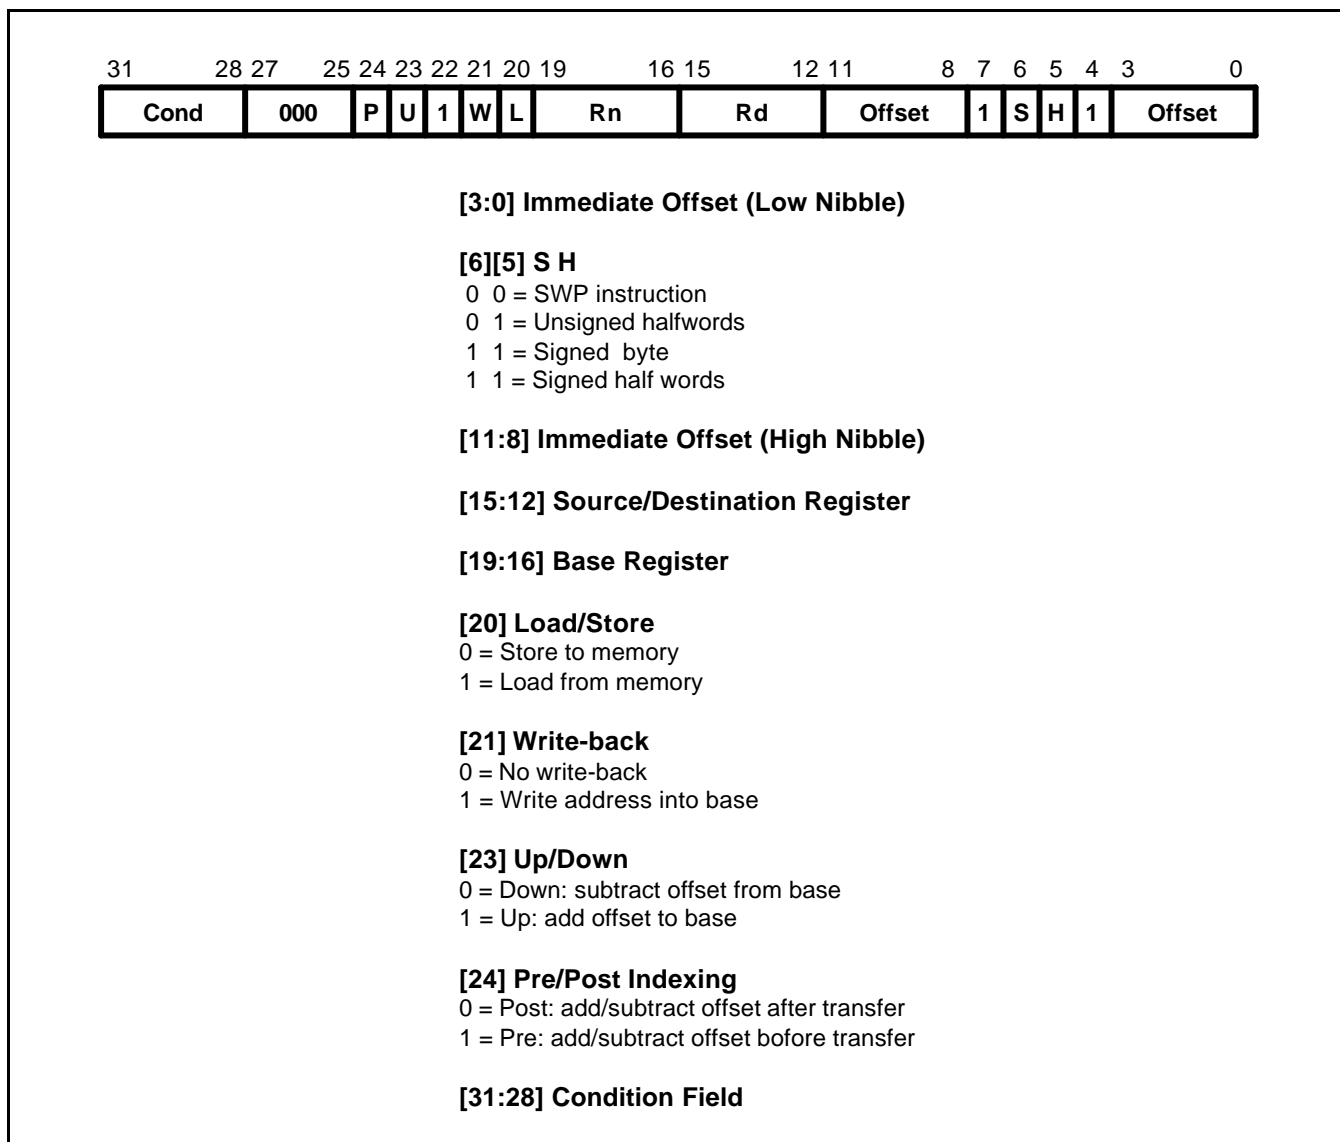 31 28 27 25 24 23 22 21 20 19 16 15 12 11 8 7 6 5 4 3 0
Cond 000 P U 1 W L Rn Rd Offset 1 S H 1 Offset
[3:0] Immediate Offset (Low Nibble)
[6][5] S H
0 0 = SWP instruction
0 1 = Unsigned halfwords
1 1 = Signed byte
1 1 = Signed half words
[11:8] Immediate Offset (High Nibble)
[15:12] Source/Destination Register
[19:16] Base Register
[20] Load/Store
0 = Store to memory
1 = Load from memory
[21] Write-back
0 = No write-back
1 = Write address into base
[23] Up/Down
0 = Down: subtract offset from base
1 = Up: add offset to base
[24] Pre/Post Indexing
0 = Post: add/subtract offset after transfer
1 = Pre: add/subtract offset bofore transfer
[31:28] Condition Field